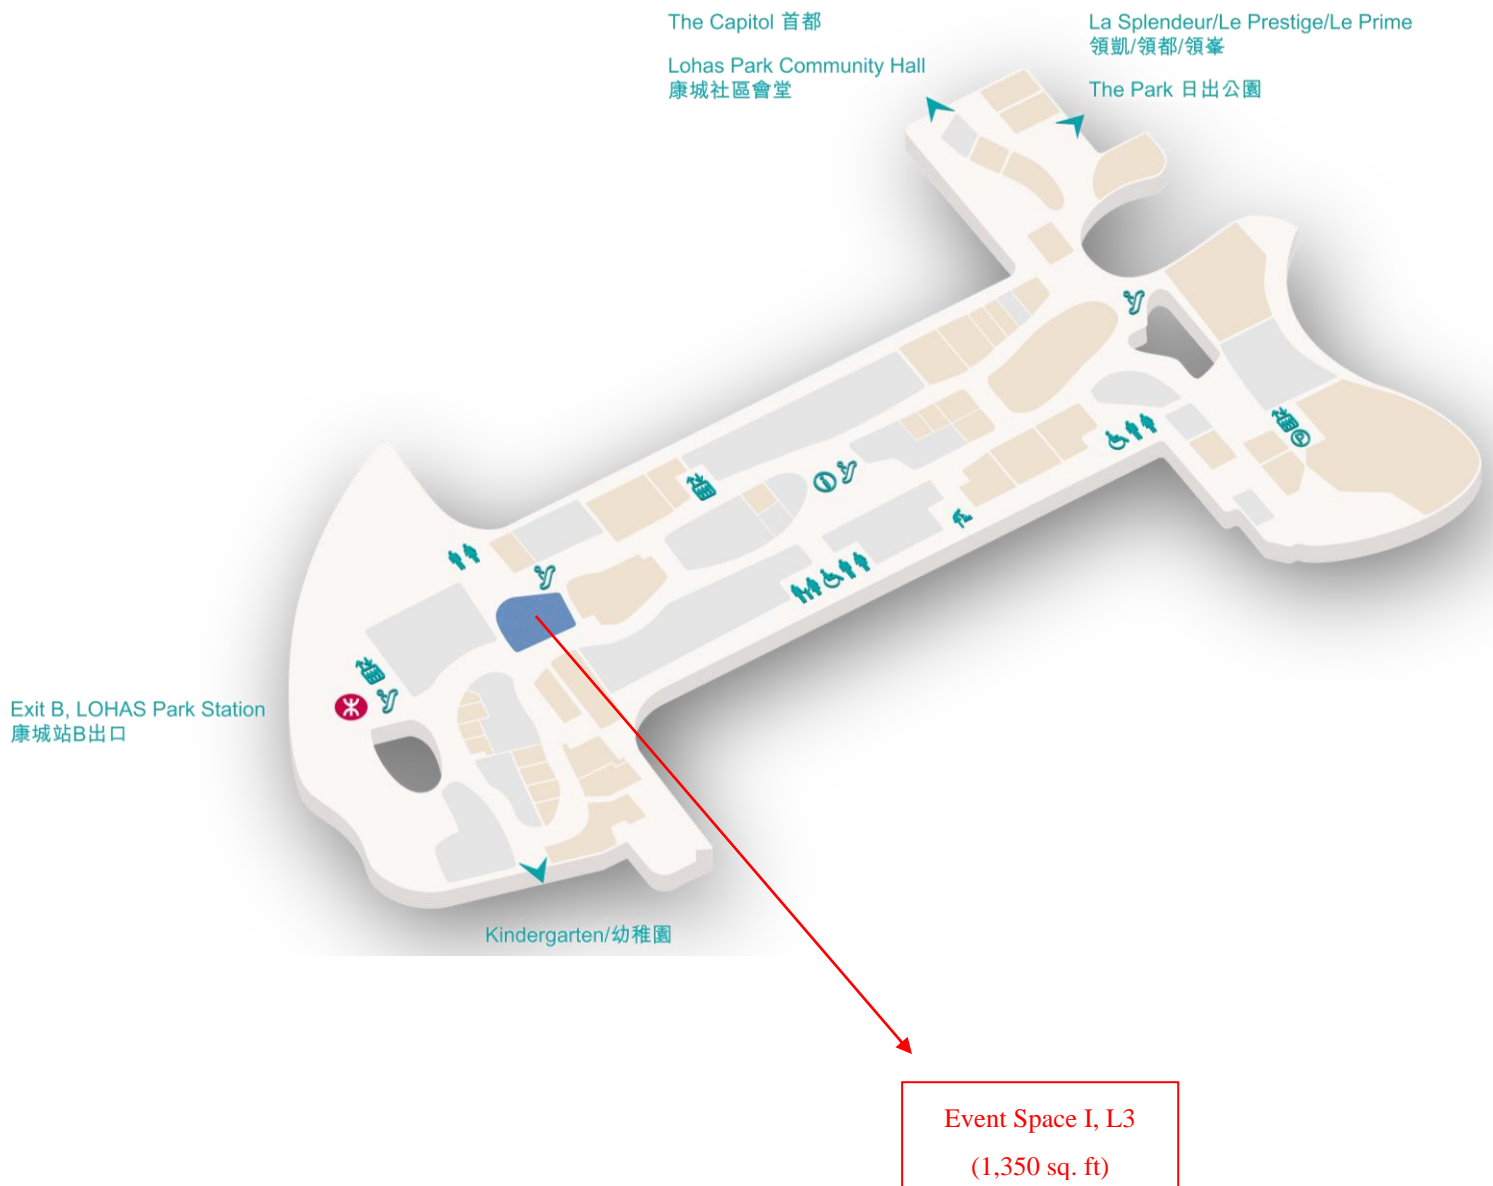 The Capitol 首都
Lohas Park Community Hall
康城社區會堂
La Splendeur/Le Prestige/Le Prime
領凱/領都/領峯
The Park 日出公園
P
Exit B, LOHAS Park Station
康城站B出口
Kindergarten/幼稚園
Event Space I, L3
(1,350 sq. ft)